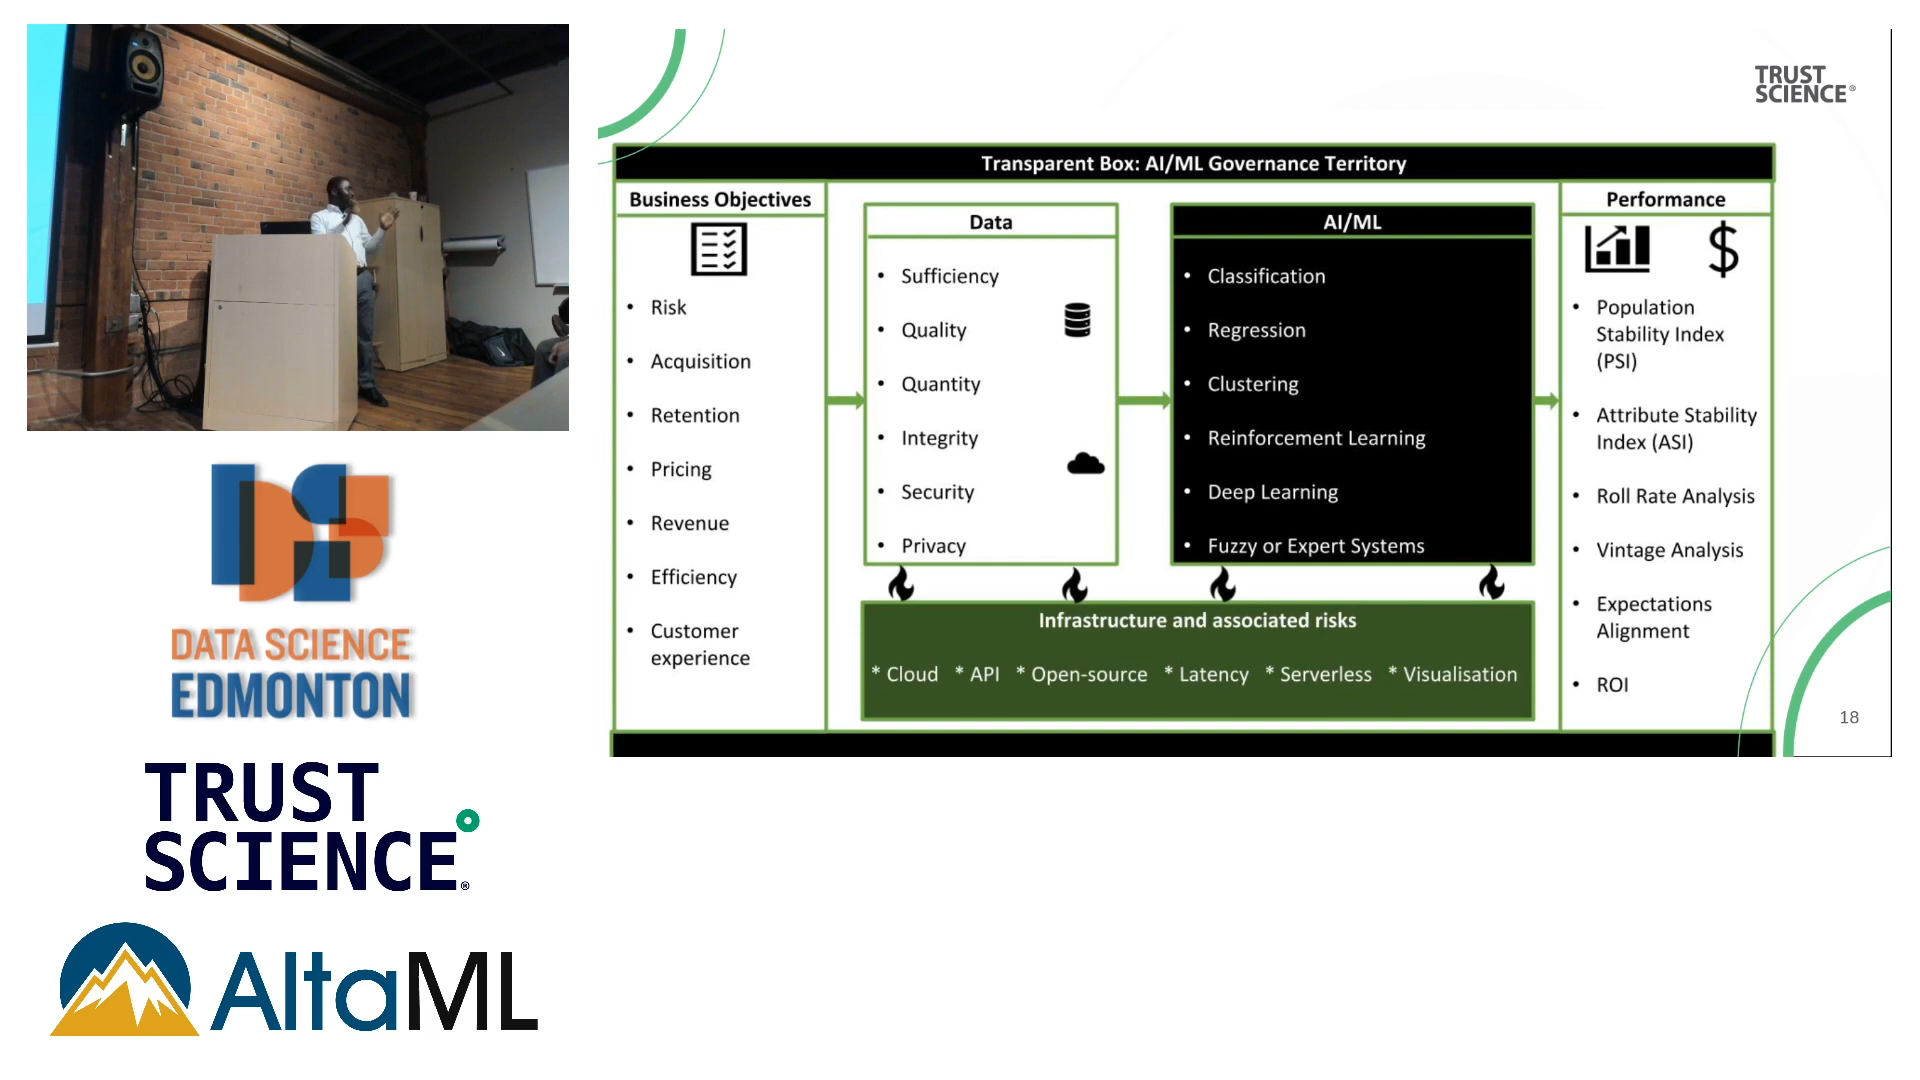 TRUST
SCIENCE®
Transparent Box: AI/ML Governance Territory
Business Objectives
• Risk
• Acquisition
• Retention
• Pricing
• Revenue
• Efficiency
• Customer
experience
Data
• Sufficiency
• Quality
• Quantity
• Integrity
• Security
• Privacy
AI/ML
• Classification
• Regression
• Clustering
• Reinforcement Learning
• Deep Learning
• Fuzzy or Expert Systems
Infrastructure and associated risks
* Cloud * API * Open-source * Latency * Serverless * Visualisation
Performance
$
• Population
Stability Index
(PSI)
• Attribute Stability
Index (ASI)
• Roll Rate Analysis
• Vintage Analysis
• Expectations
Alignment
• ROI
18
DATA SCIENCE
EDMONTON
TRUST
SCIENCE®
AltaML